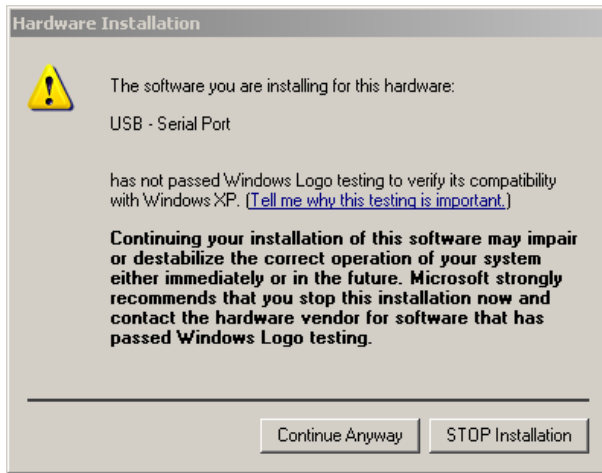 Hardware Installation
The software you are installing for this hardware:
USB - Serial Port
has not passed Windows Logo testing to verify its compatibility
with Windows XP. (Tell me why this testing is important.)
Continuing your installation of this software may impair
or destabilize the correct operation of your system
either immediately or in the future. Microsoft strongly
recommends that you stop this installation now and
contact the hardware vendor for software that has
passed Windows Logo testing.
Continue Anyway
STOP Installation